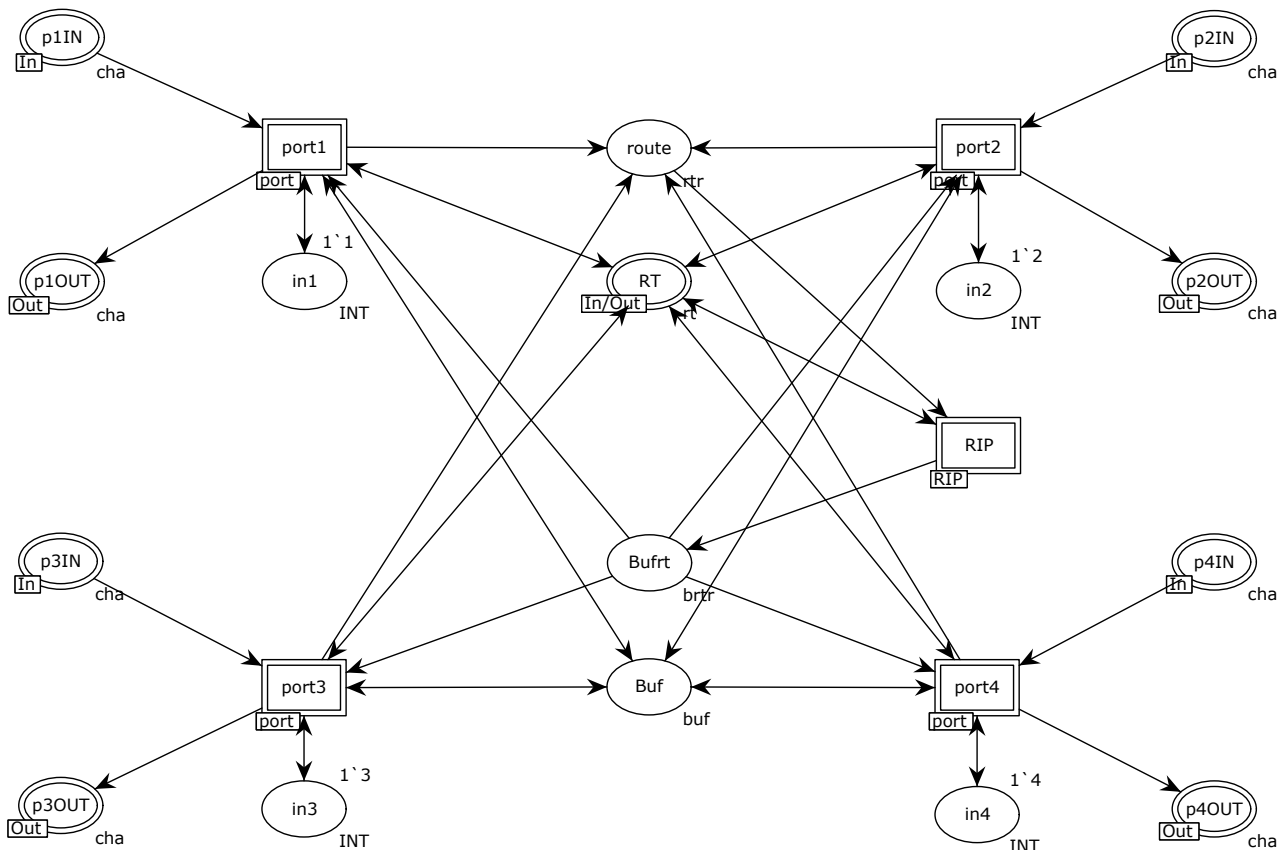 p1IN
In
cha
p2IN
In
cha
port1
port
route
rtr
port2
port
p1OUT
Out
cha
1`1
in1
INT
RT
In/Out
rt
1`2
in2
INT
p2OUT
Out
cha
RIP
RIP
p3IN
In
cha
Bufrt
brtr
p4IN
In
cha
port3
port
Buf
buf
port4
port
p3OUT
Out
cha
1`3
in3
INT
1`4
in4
INT
p4OUT
Out
cha